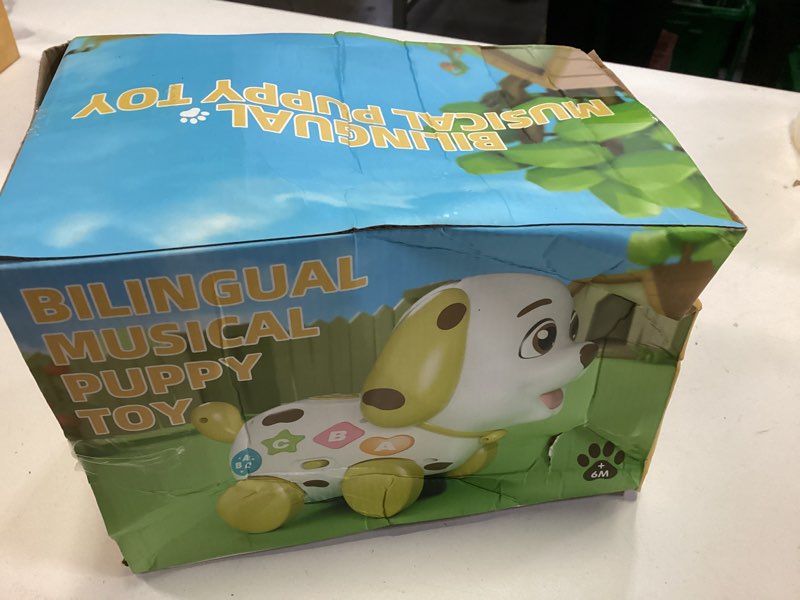 BILINGUAL
MUSICAL PUPPY TOY
BILINGUAL
MUSICAL
PUPPY
TOY
C B A
A
B C
+
6M